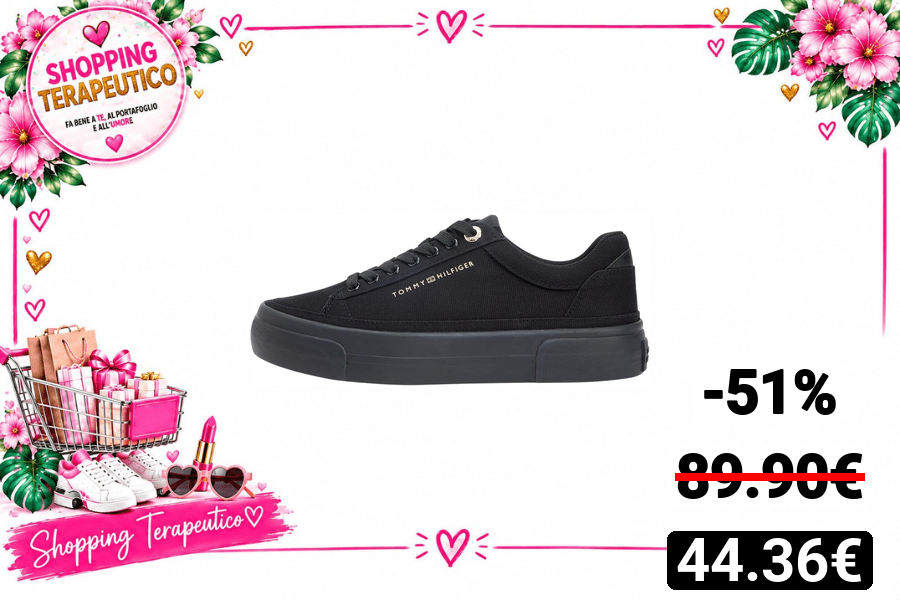 SHOPPING
TERAPEUTICO
FA BENE A TE, AL PORTAFOGLIO
E ALL'UMORE
TOMMY HILFIGER
-51%
89.90€
44.36€
Shopping Terapeutico